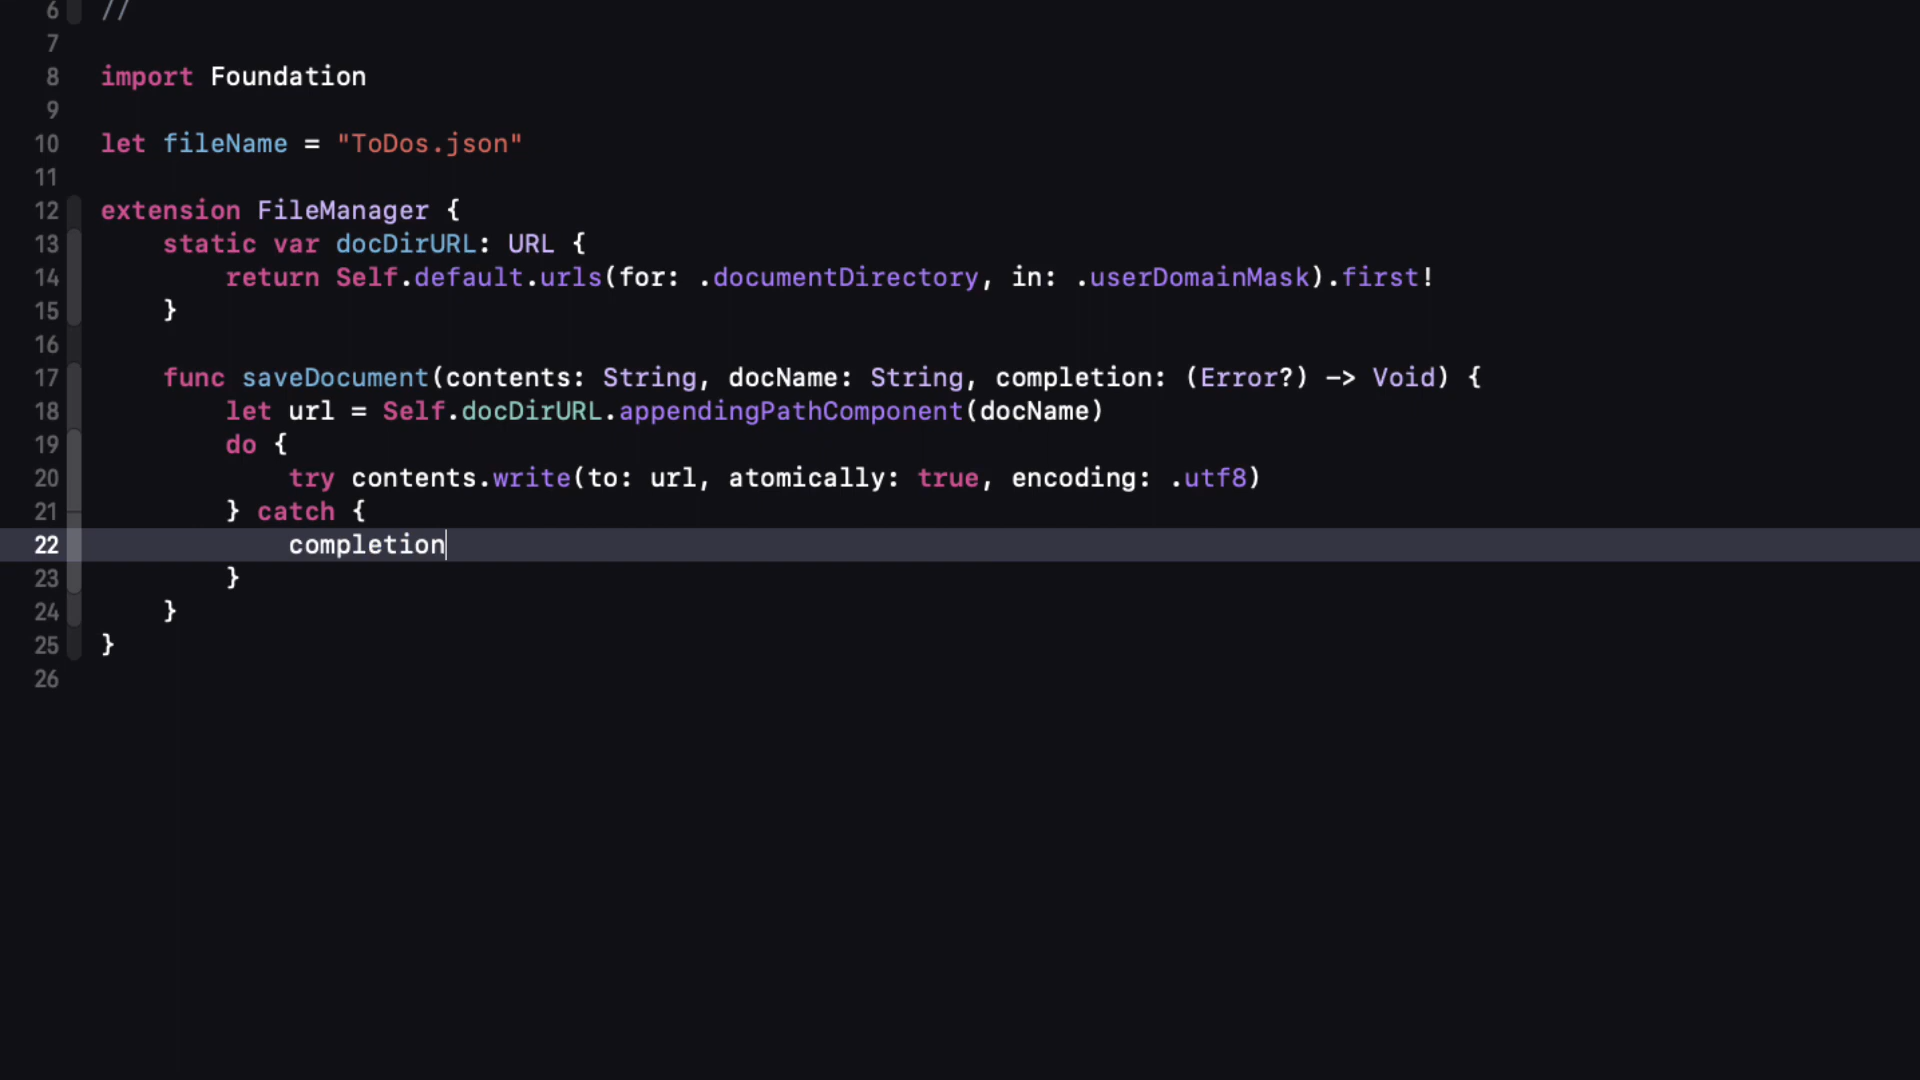 6 //
7
8 import Foundation
9
10 let fileName = "ToDos.json"
11
12 extension FileManager {
13     static var docDirURL: URL {
14         return Self.default.urls(for: .documentDirectory, in: .userDomainMask).first!
15     }
16
17     func saveDocument(contents: String, docName: String, completion: (Error?) -> Void) {
18         let url = Self.docDirURL.appendingPathComponent(docName)
19         do {
20             try contents.write(to: url, atomically: true, encoding: .utf8)
21         } catch {
22             completion
23         }
24     }
25 }
26